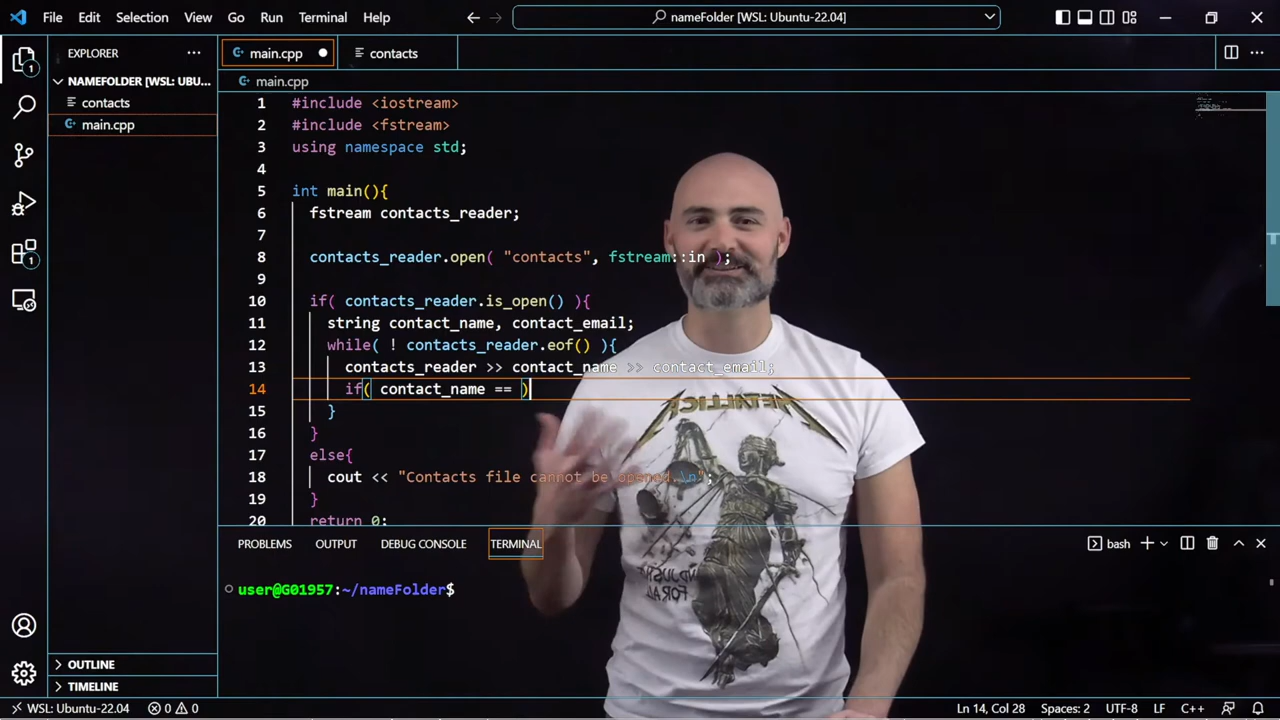 File Edit Selection View Go Run Terminal Help
nameFolder [WSL: Ubuntu-22.04]
EXPLORER
main.cpp
contacts
NAMEFOLDER [WSL: UBU...
contacts
main.cpp
main.cpp
1 #include <iostream>
2 #include <fstream>
3 using namespace std;
4
5 int main(){
6 fstream contacts_reader;
7
8 contacts_reader.open( "contacts", fstream::in );
9
10 if( contacts_reader.is_open() ){
11 string contact_name, contact_email;
12 while( ! contacts_reader.eof() ){
13 contacts_reader >> contact_name >> contact_email;
14 if( contact_name == )
15 }
16 }
17 else{
18 cout << "Contacts file cannot be opened.\n";
19 }
20 return 0;
PROBLEMS OUTPUT DEBUG CONSOLE TERMINAL
bash
user@G01957:~/nameFolder$
METALLICA
OUTLINE
TIMELINE
WSL: Ubuntu-22.04 0 0
Ln 14, Col 28 Spaces: 2 UTF-8 LF C++
1
1